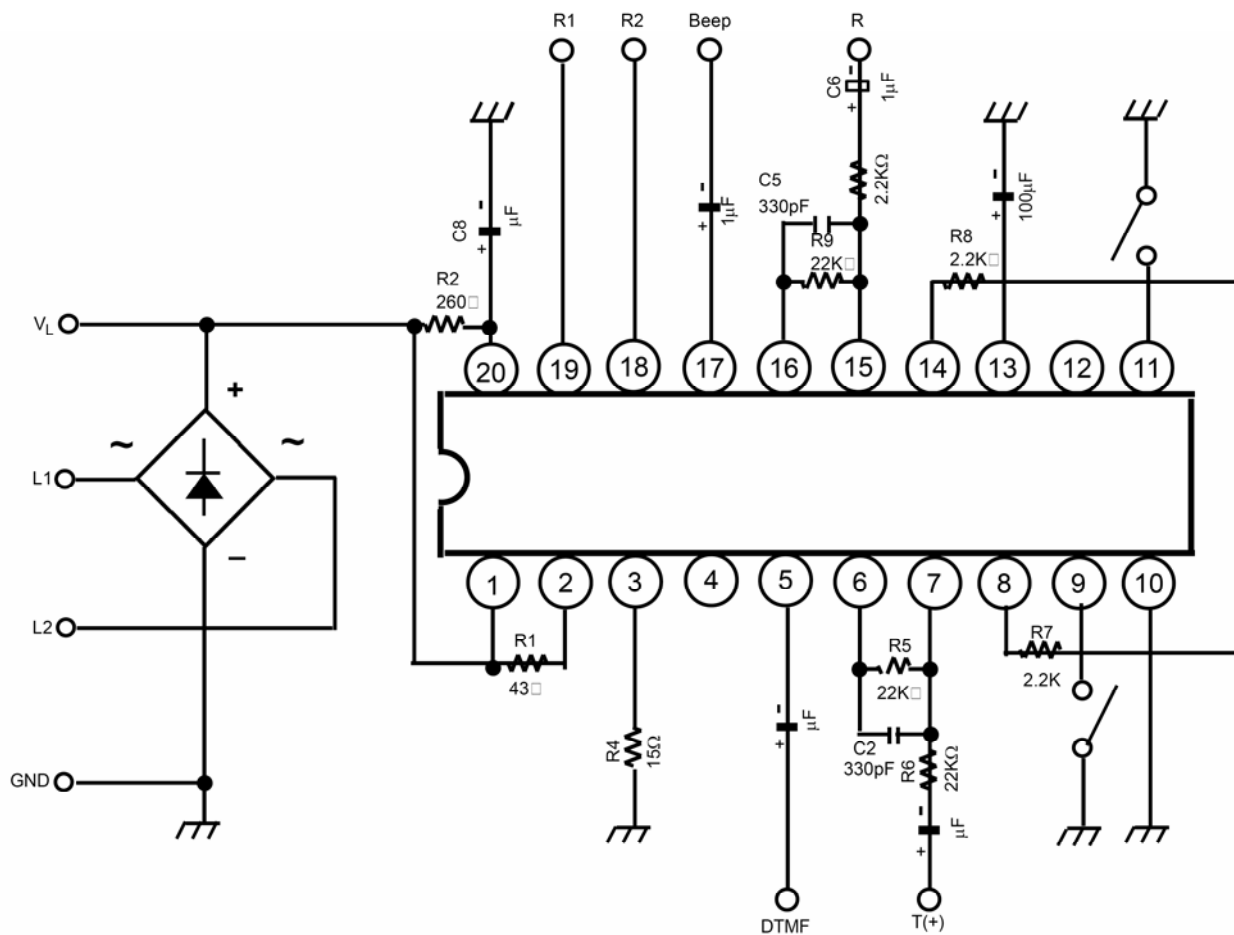 R1
R2
Beep
R
C6
1µF
+
-
C8
µF
+
-
1µF
+
-
C5
330pF
2.2KΩ
R9
22K□
R8
2.2K□
100µF
+
-
R2
260□
VL
20
19
18
17
16
15
14
13
12
11
+
~
~
L1
–
1
2
3
4
5
6
7
8
9
10
L2
R1
43□
R5
22K□
R7
2.2K
R4
15Ω
-
µF
+
C2
330pF
R6
22KΩ
GND
-
µF
+
DTMF
T(+)